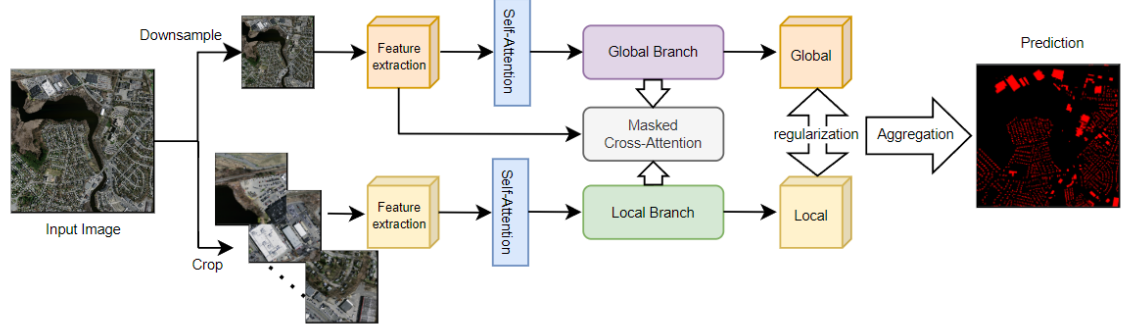 Downsample
Input Image
Crop
Feature
extraction
Self-Attention
Global Branch
Global
Masked
Cross-Attention
Feature
extraction
Self-Attention
Local Branch
Local
regularization
Aggregation
Prediction